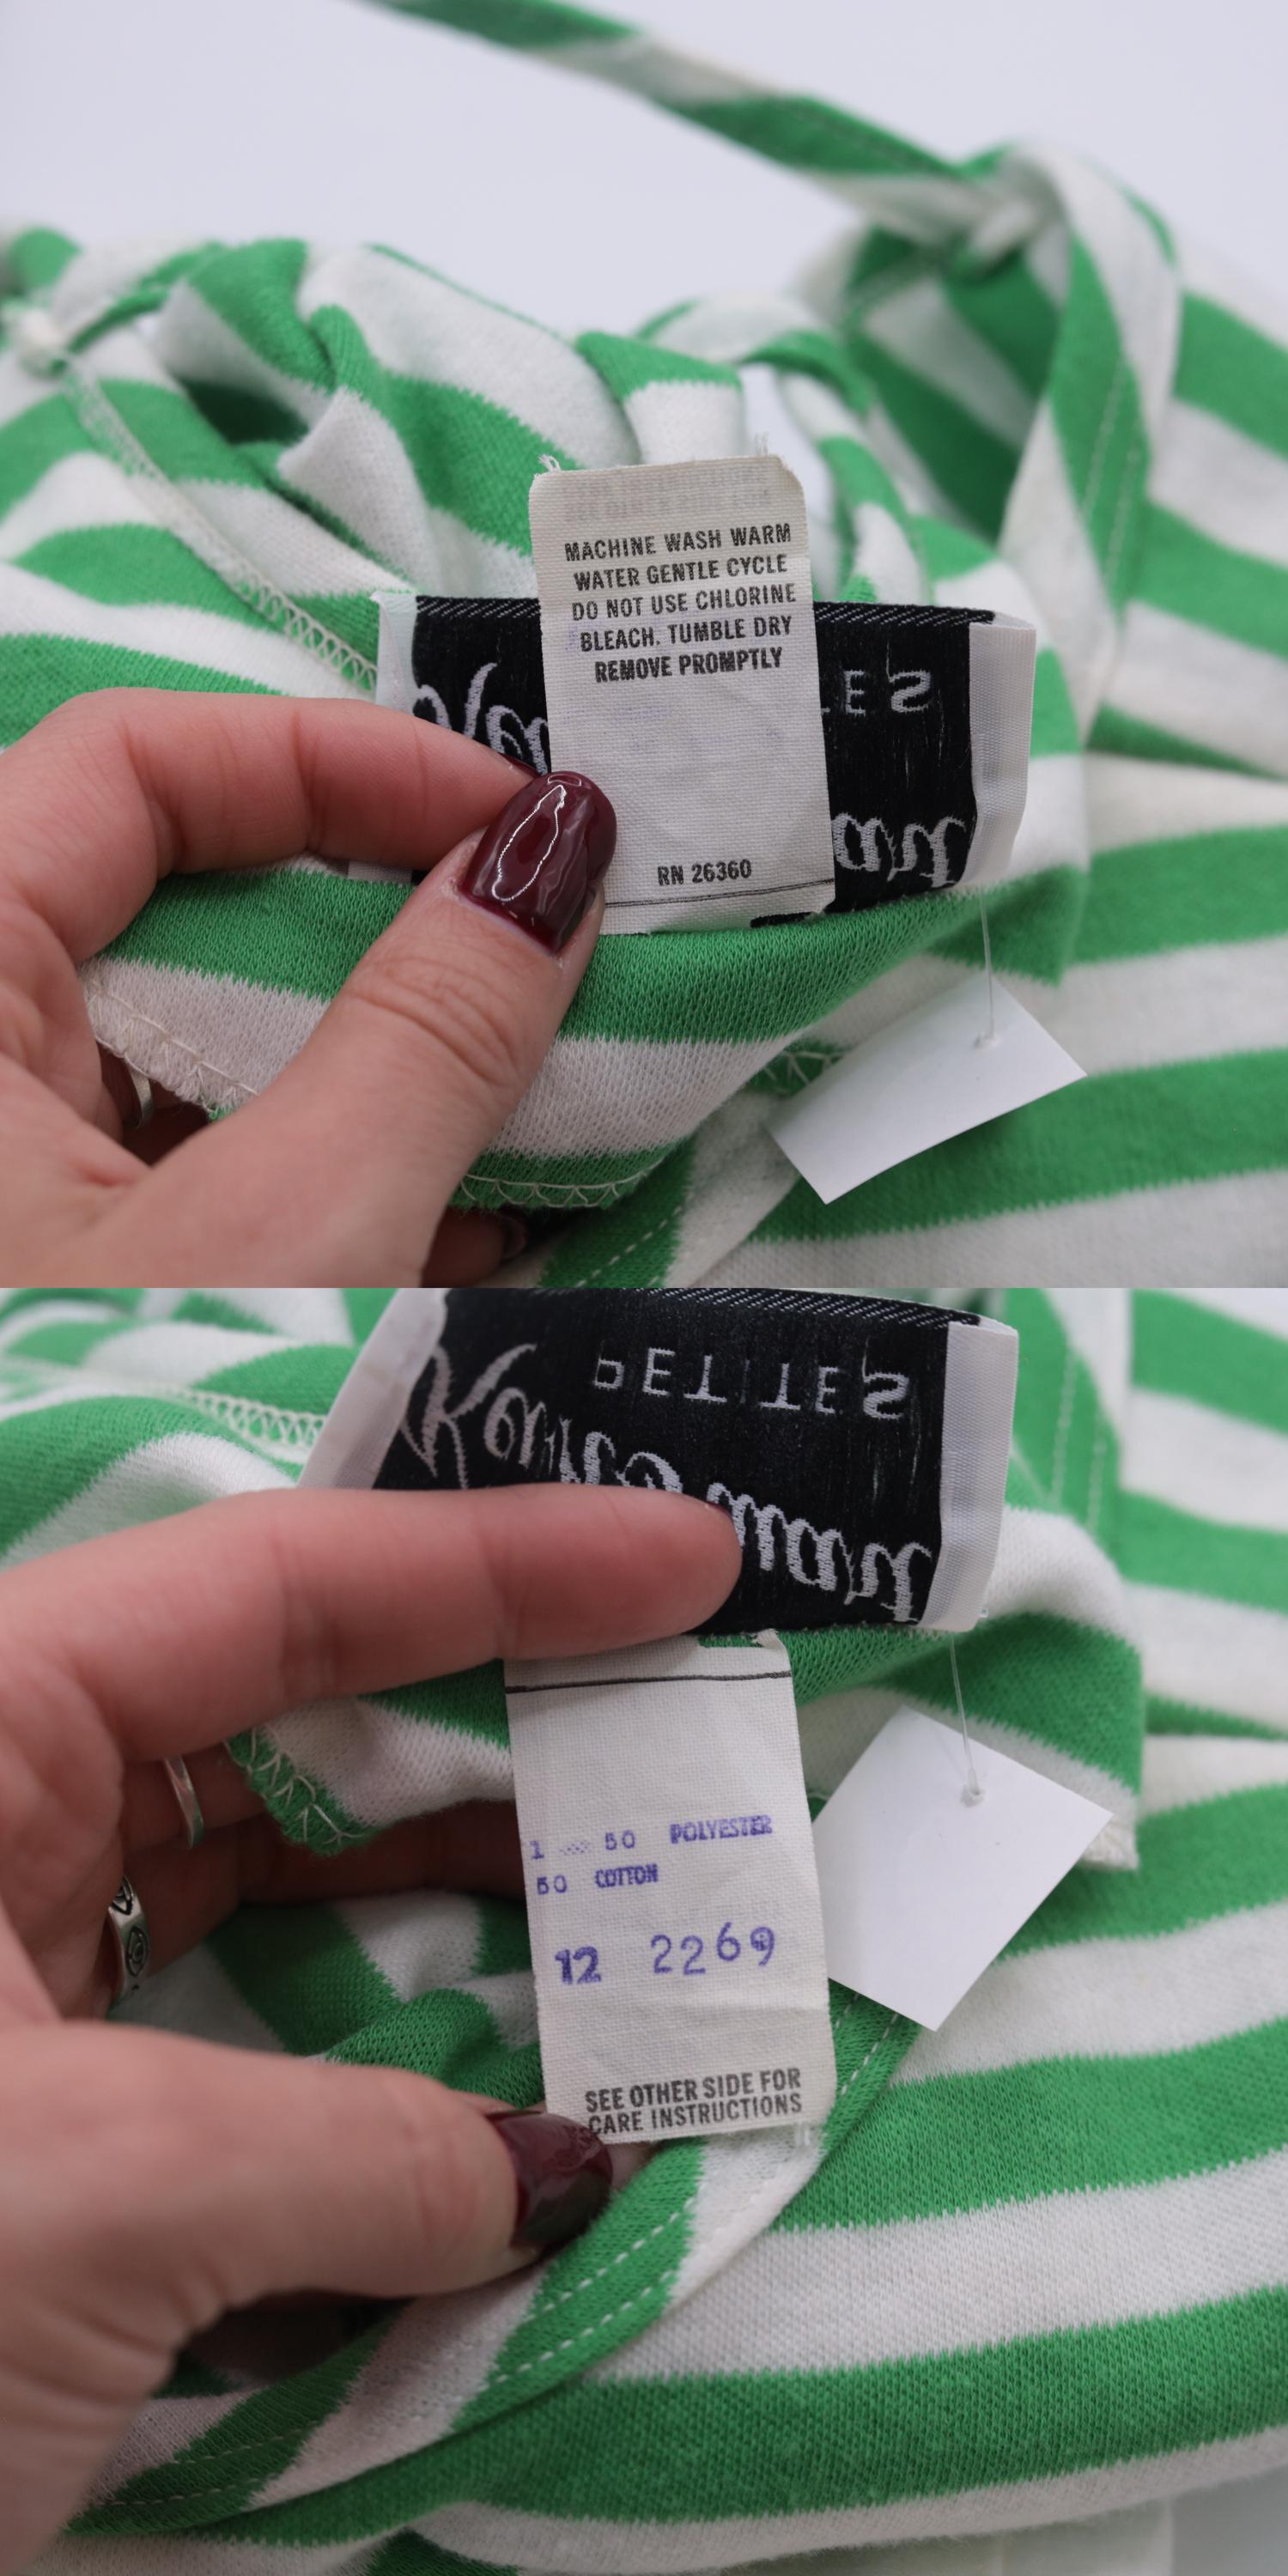 MACHINE WASH WARM
WATER GENTLE CYCLE
DO NOT USE CHLORINE
BLEACH. TUMBLE DRY
REMOVE PROMPTLY
RN 26360
PETITES
1 50 POLYESTER
50 COTTON
12 2269
SEE OTHER SIDE FOR
CARE INSTRUCTIONS